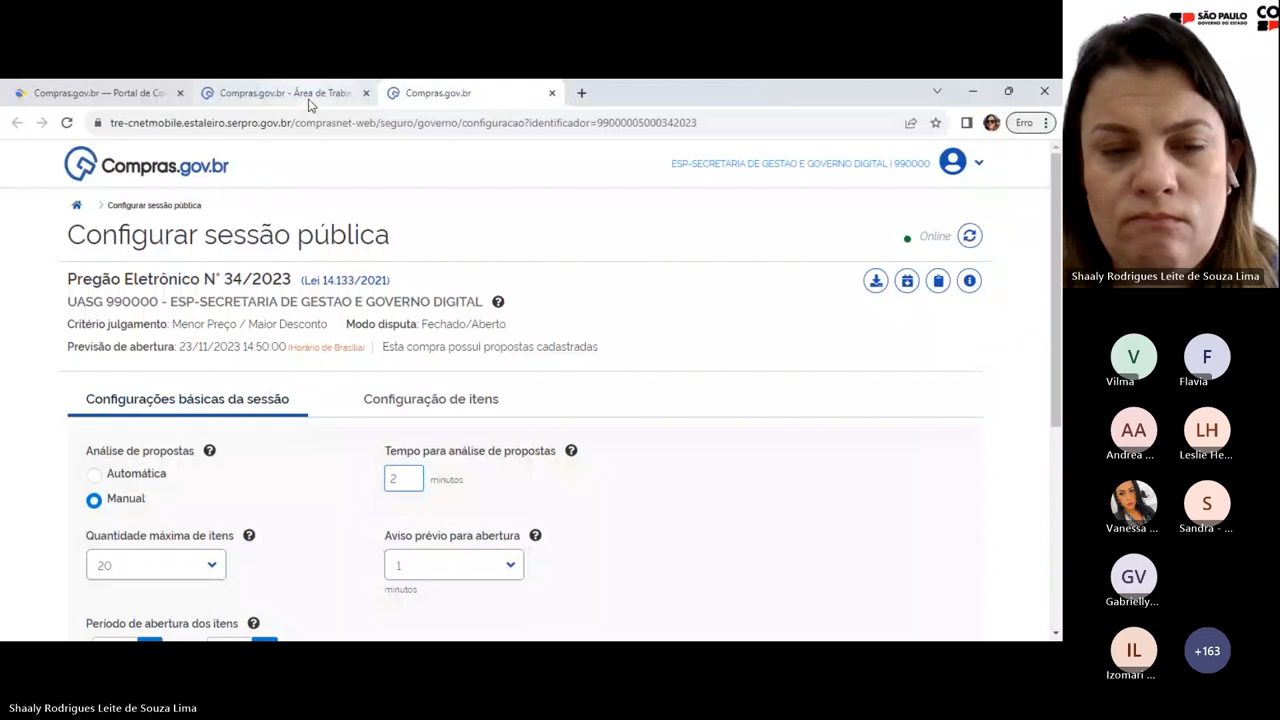 Compras.gov.br — Portal de Co
Compras.gov.br - Área de Traba
Compras.gov.br
tre-cnetmobile.estaleiro.serpro.gov.br/comprasnet-web/seguro/governo/configuracao?identificador=99000005000342023
Erro
Compras.gov.br
ESP-SECRETARIA DE GESTAO E GOVERNO DIGITAL | 990000
Configurar sessão pública
Configurar sessão pública
Online
Pregão Eletrônico N° 34/2023 (Lei 14.133/2021)
UASG 990000 - ESP-SECRETARIA DE GESTAO E GOVERNO DIGITAL
Critério julgamento: Menor Preço / Maior Desconto Modo disputa: Fechado/Aberto
Previsão de abertura: 23/11/2023 14:50:00 (Horário de Brasília) Esta compra possui propostas cadastradas
Configurações básicas da sessão Configuração de itens
Análise de propostas Tempo para análise de propostas
Automática
2 minutos
Manual
Quantidade máxima de itens Aviso prévio para abertura
20 1
minutos
Período de abertura dos itens
SÃO PAULO
GOVERNO DO ESTADO
CO
Shaaly Rodrigues Leite de Souza Lima
V F
Vilma Flavia
AA LH
Andrea ... Leslie He...
S
Vanessa ... Sandra - ...
GV
Gabrielly...
IL +163
Izomari ...
Shaaly Rodrigues Leite de Souza Lima